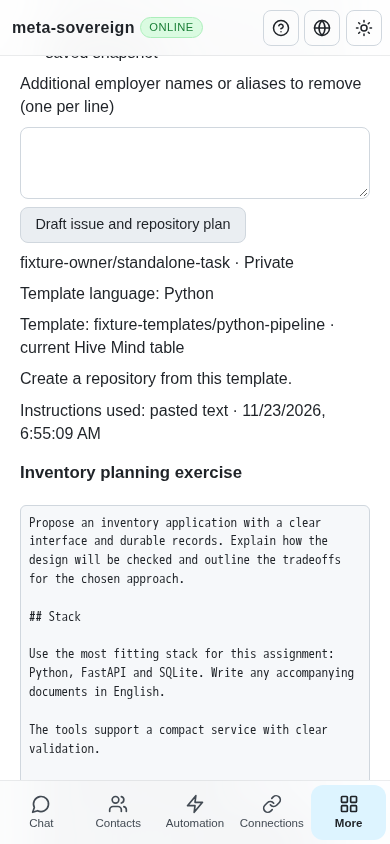 meta-sovereign ONLINE
saved snapshot
Additional employer names or aliases to remove
(one per line)
Draft issue and repository plan
fixture-owner/standalone-task · Private
Template language: Python
Template: fixture-templates/python-pipeline ·
current Hive Mind table
Create a repository from this template.
Instructions used: pasted text · 11/23/2026,
6:55:09 AM
Inventory planning exercise
Propose an inventory application with a clear
interface and durable records. Explain how the
design will be checked and outline the tradeoffs
for the chosen approach.
## Stack
Use the most fitting stack for this assignment:
Python, FastAPI and SQLite. Write any accompanying
documents in English.
The tools support a compact service with clear
validation.
Chat Contacts Automation Connections More